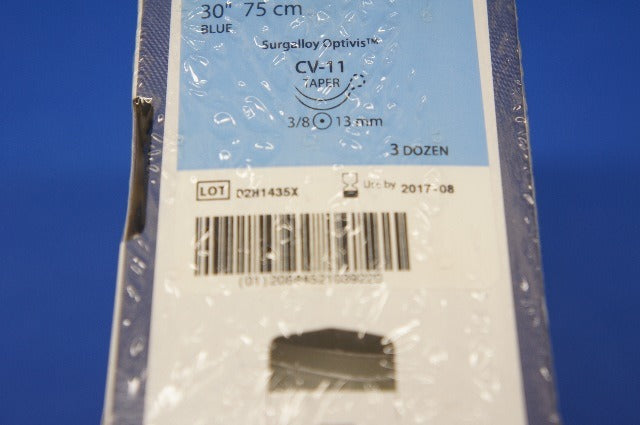 30" 75 cm
BLUE
Surgalloy Optivis™
CV-11
TAPER
3/8 13 mm
3 DOZEN
LOT D2H1435X Use by 2017-08